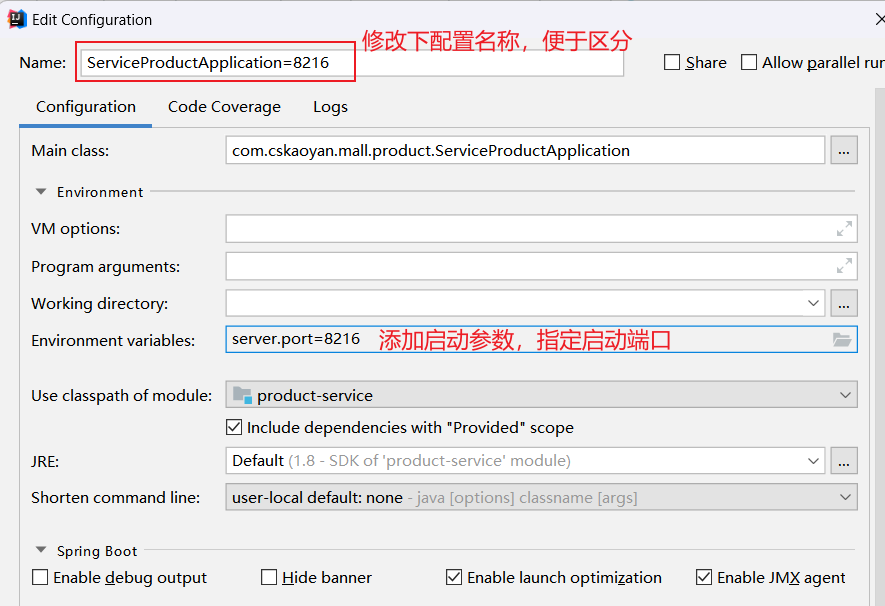 Edit Configuration
修改下配置名称，便于区分
Name: ServiceProductApplication=8216 Share Allow parallel run
Configuration Code Coverage Logs
Main class: com.cskaoyan.mall.product.ServiceProductApplication ...
Environment
VM options:
Program arguments:
Working directory: ...
Environment variables: server.port=8216 添加启动参数，指定启动端口
Use classpath of module: product-service
Include dependencies with "Provided" scope
JRE: Default (1.8 - SDK of 'product-service' module) ...
Shorten command line: user-local default: none - java [options] classname [args]
Spring Boot
Enable debug output Hide banner Enable launch optimization Enable JMX agent